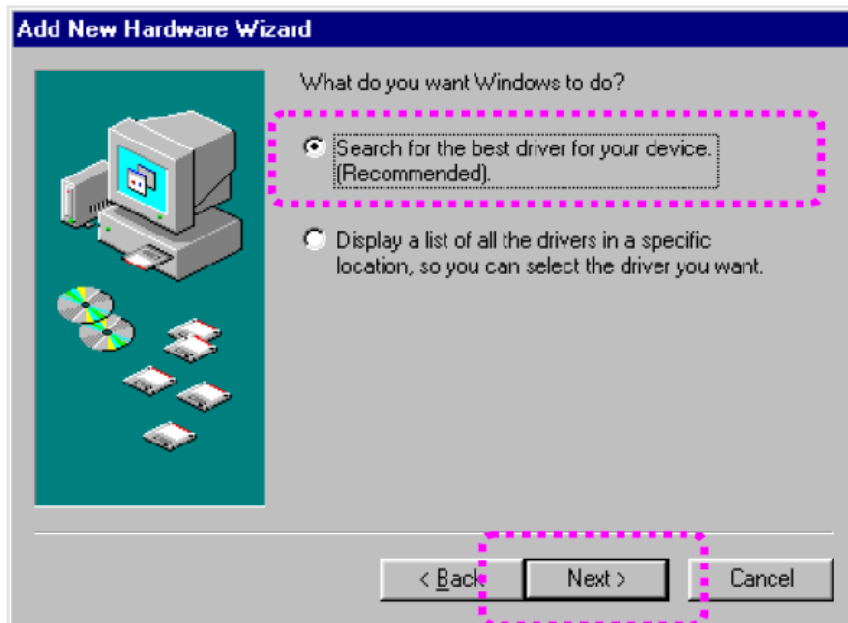 Add New Hardware Wizard
What do you want Windows to do?
Search for the best driver for your device.
(Recommended).
Display a list of all the drivers in a specific
location, so you can select the driver you want.
< Back
Next >
Cancel